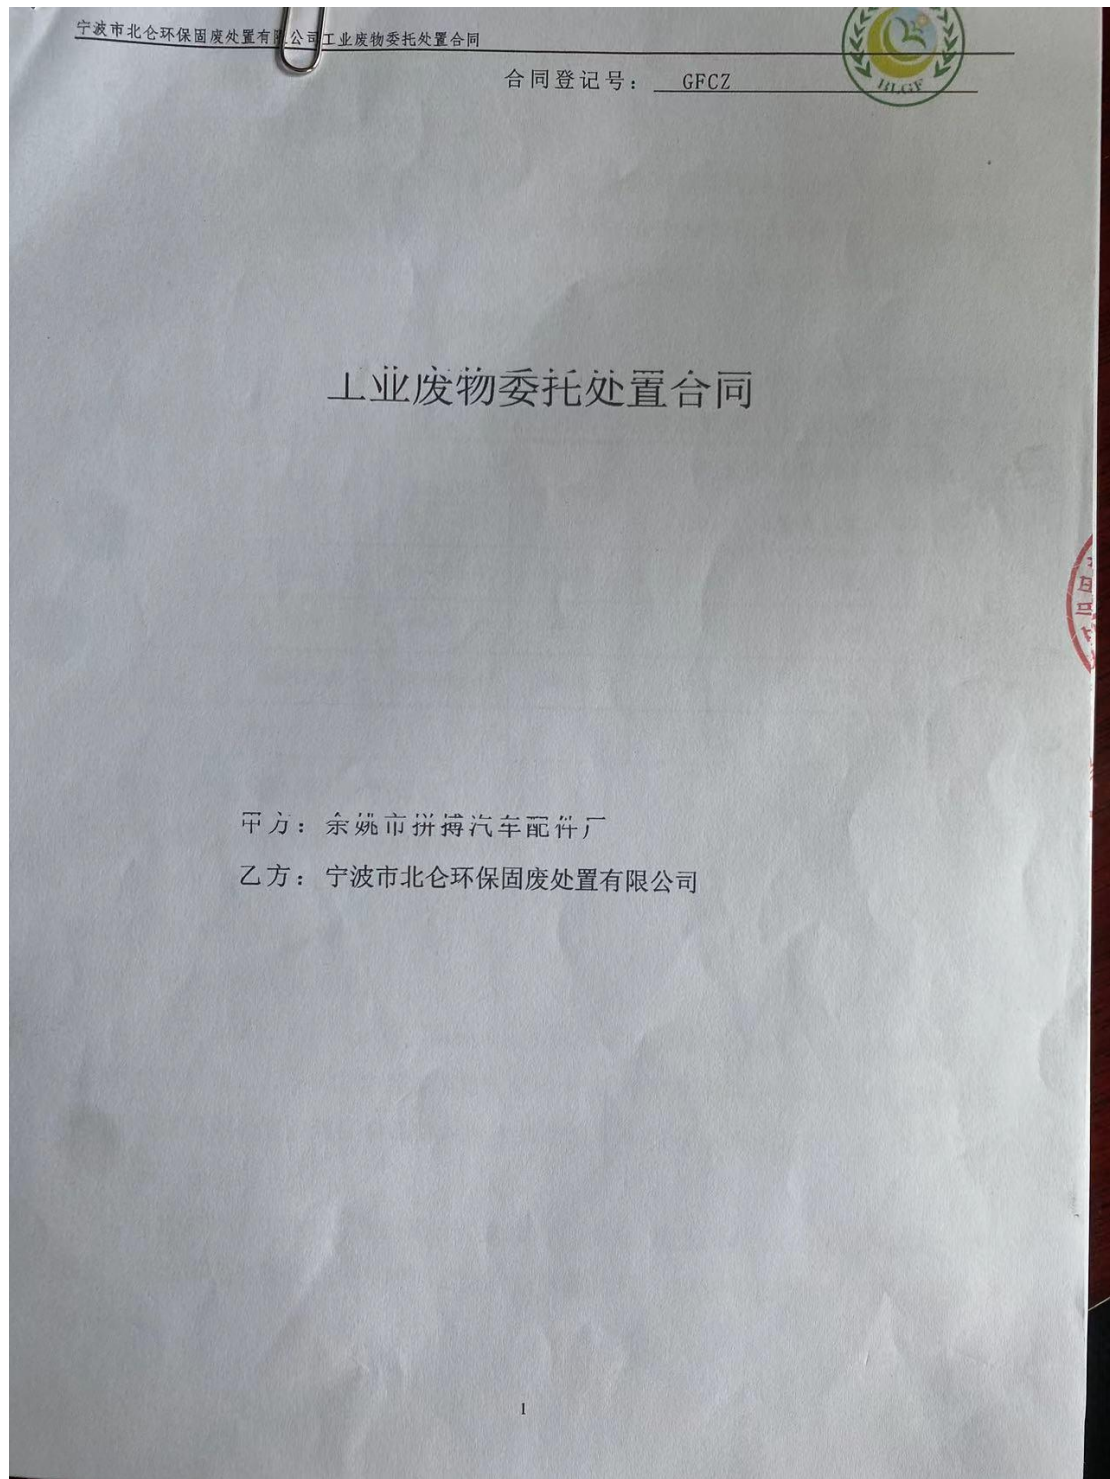 宁波市北仑环保固废处置有限公司工业废物委托处置合同
BLGF
合同登记号: GFCZ
工业废物委托处置合同
甲方: 余姚市拼搏汽车配件厂
乙方: 宁波市北仑环保固废处置有限公司
1